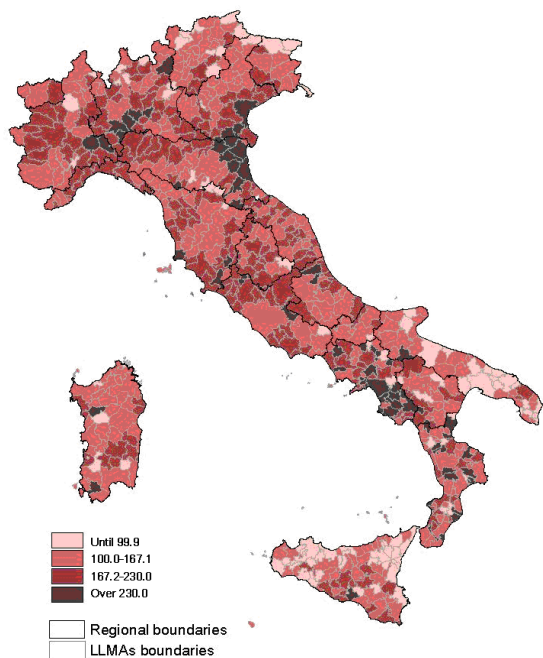 Until 99.9
100.0-167.1
167.2-230.0
Over 230.0
Regional boundaries
LLMAs boundaries